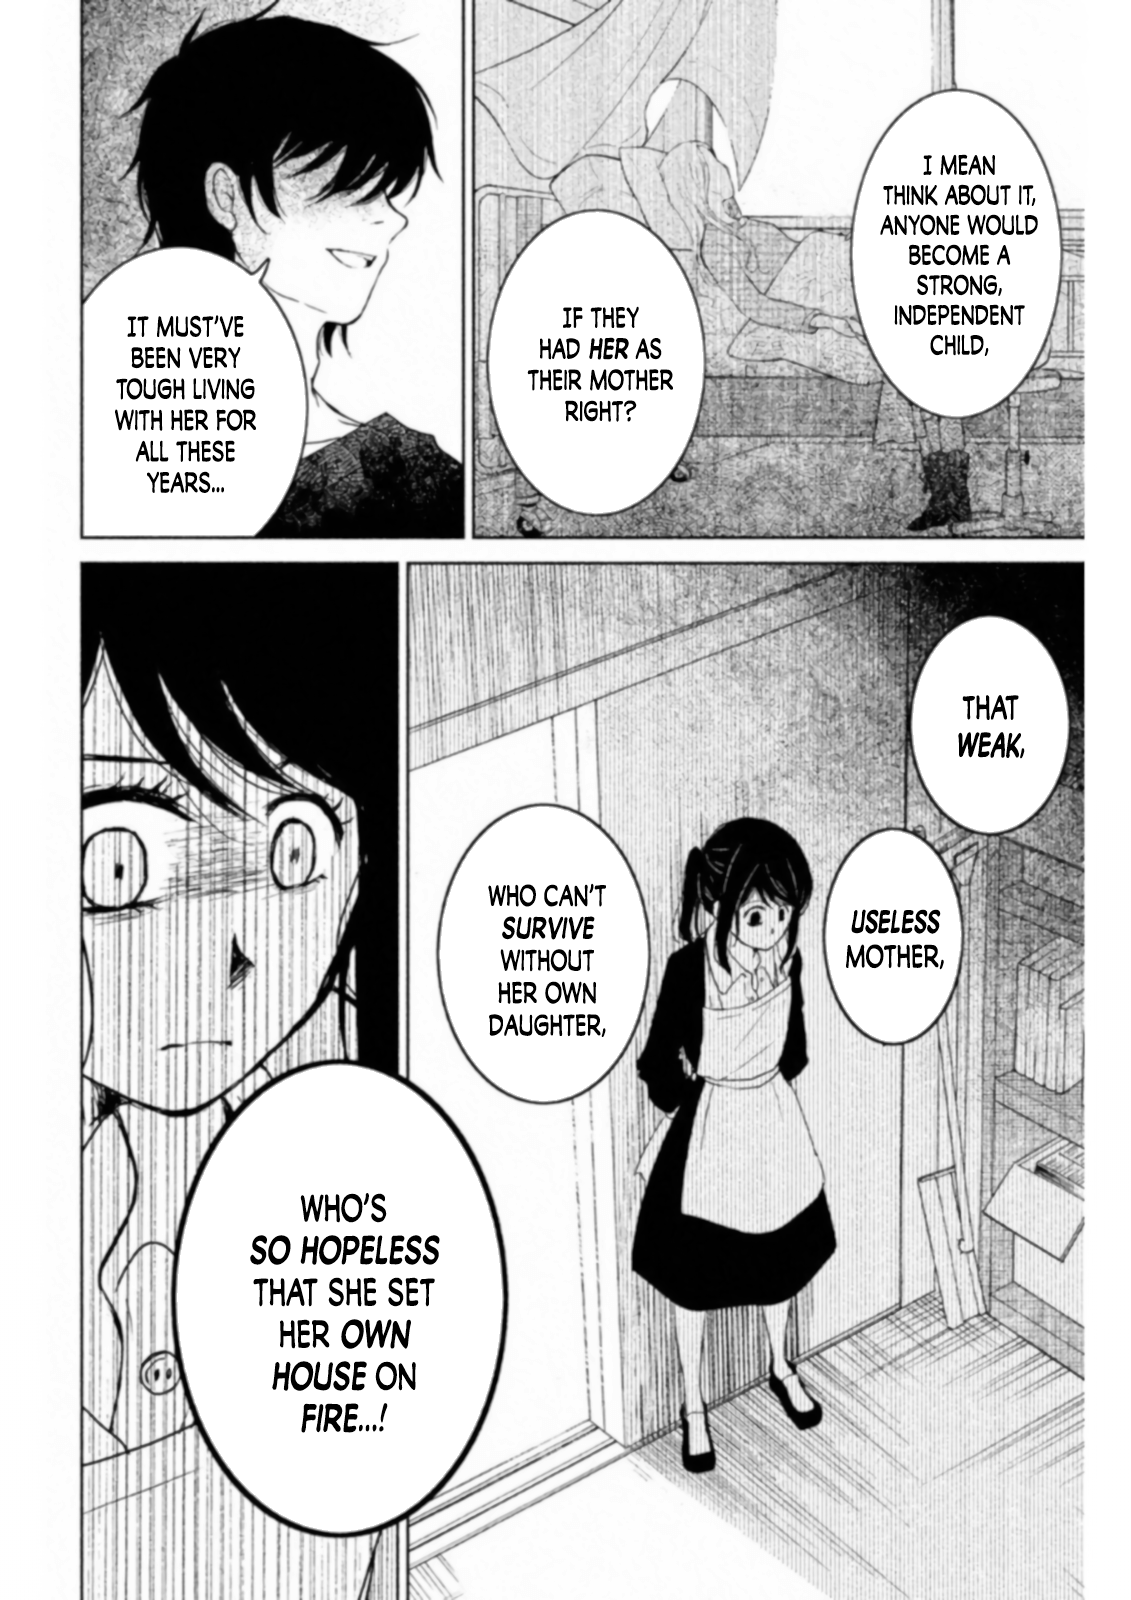 I MEAN
THINK ABOUT IT,
ANYONE WOULD
BECOME A
STRONG,
INDEPENDENT
CHILD,
IF THEY
HAD HER AS
THEIR MOTHER
RIGHT?
IT MUST'VE
BEEN VERY
TOUGH LIVING
WITH HER FOR
ALL THESE
YEARS...
THAT
WEAK,
USELESS
MOTHER,
WHO CAN'T
SURVIVE
WITHOUT
HER OWN
DAUGHTER,
WHO'S
SO HOPELESS
THAT SHE SET
HER OWN
HOUSE ON
FIRE...!